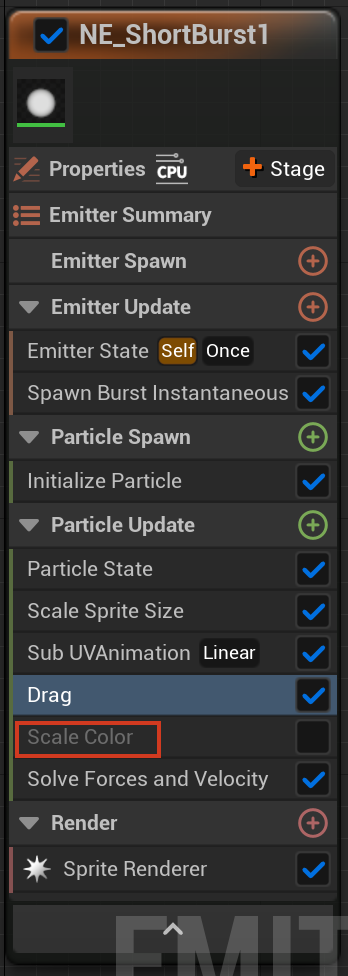 NE_ShortBurst1
Properties CPU Stage
Emitter Summary
Emitter Spawn
Emitter Update
Emitter State Self Once
Spawn Burst Instantaneous
Particle Spawn
Initialize Particle
Particle Update
Particle State
Scale Sprite Size
Sub UVAnimation Linear
Drag
Scale Color
Solve Forces and Velocity
Render
Sprite Renderer
EMIT